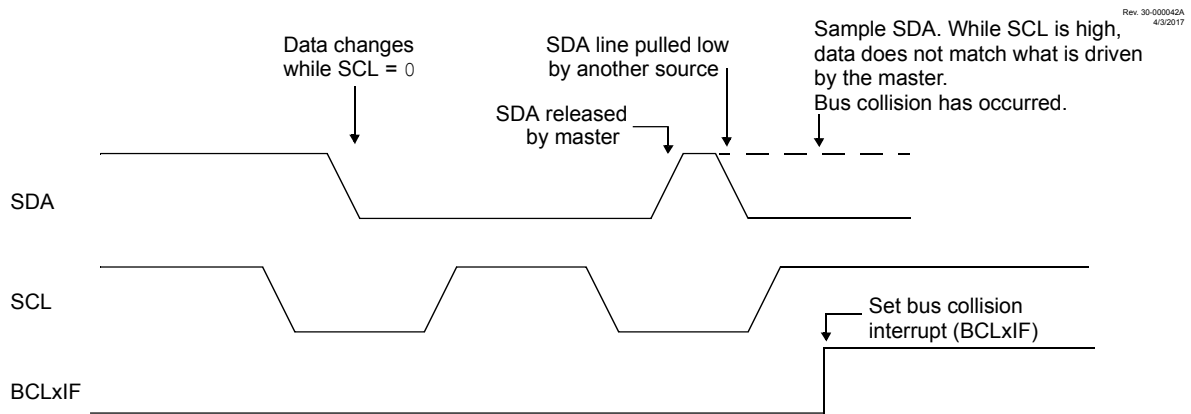 Rev. 30-000042A
4/3/2017
Data changes
while SCL = 0
SDA line pulled low
by another source
SDA released
by master
Sample SDA. While SCL is high,
data does not match what is driven
by the master.
Bus collision has occurred.
SDA
SCL
Set bus collision
interrupt (BCLxIF)
BCLxIF